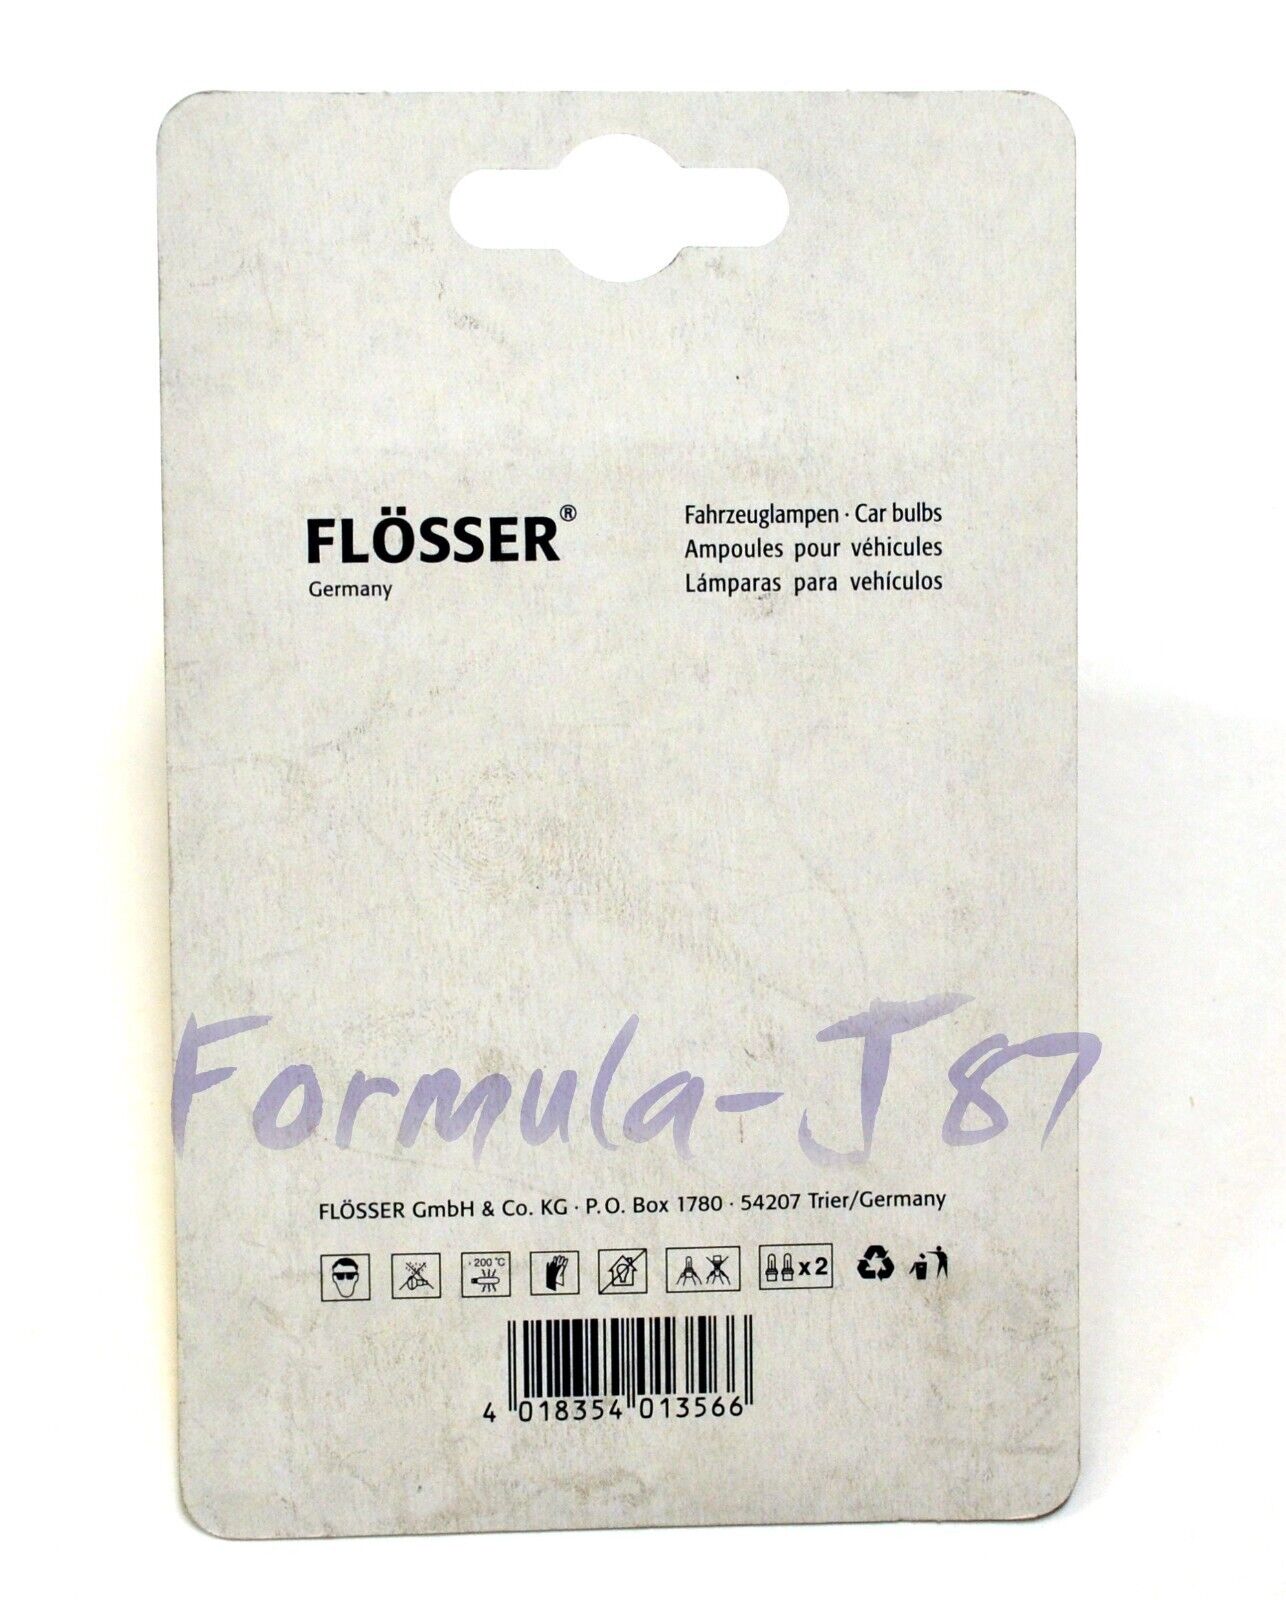 FLÖSSER®
Germany
Fahrzeuglampen · Car bulbs
Ampoules pour véhicules
Lámparas para vehículos
Formula-J87
FLÖSSER GmbH & Co. KG · P.O. Box 1780 · 54207 Trier/Germany
200 °C
x 2
4 018354 013566